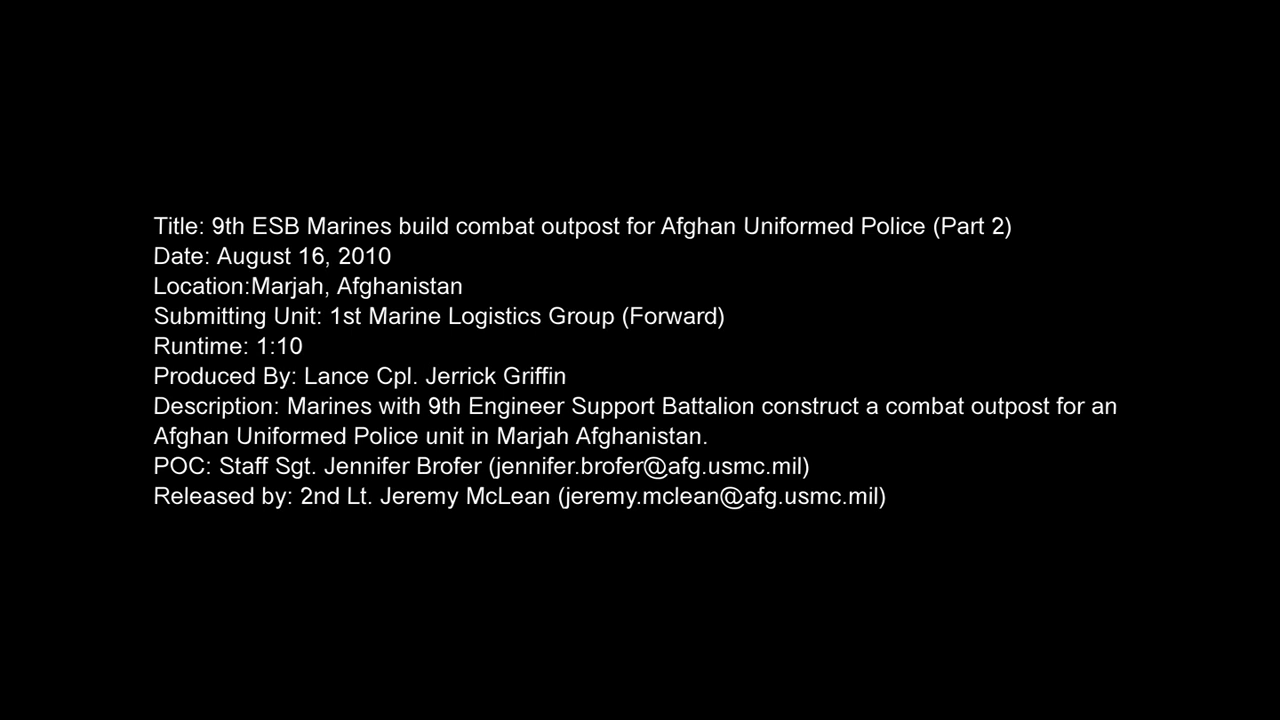 Title: 9th ESB Marines build combat outpost for Afghan Uniformed Police (Part 2)
Date: August 16, 2010
Location:Marjah, Afghanistan
Submitting Unit: 1st Marine Logistics Group (Forward)
Runtime: 1:10
Produced By: Lance Cpl. Jerrick Griffin
Description: Marines with 9th Engineer Support Battalion construct a combat outpost for an
Afghan Uniformed Police unit in Marjah Afghanistan.
POC: Staff Sgt. Jennifer Brofer (jennifer.brofer@afg.usmc.mil)
Released by: 2nd Lt. Jeremy McLean (jeremy.mclean@afg.usmc.mil)